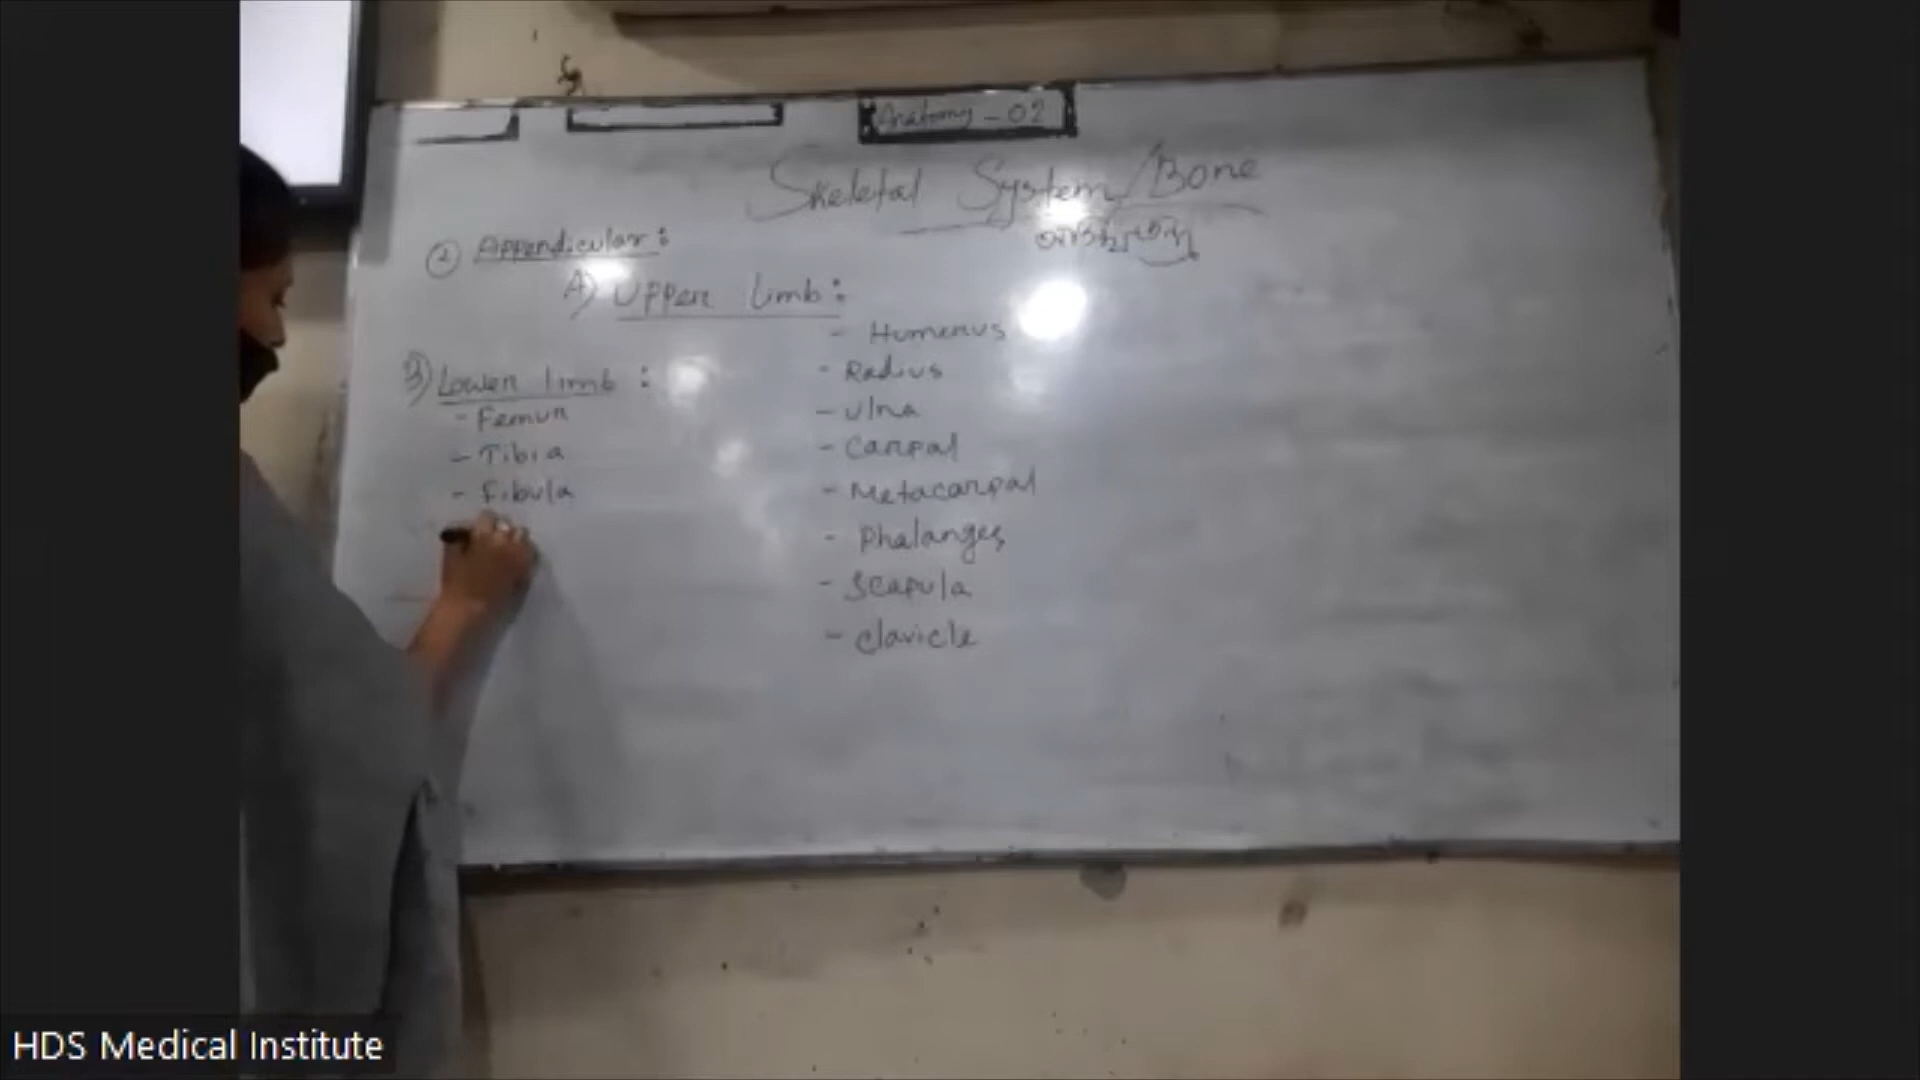 Anatomy - 02
Skeletal System/Bone
② Appendicular:
A) Upper limb:
- Humerus
- Radius
- Ulna
- Carpal
- Metacarpal
- Phalanges
- Scapula
- Clavicle
B) Lower limb:
- Femur
- Tibia
- Fibula
HDS Medical Institute